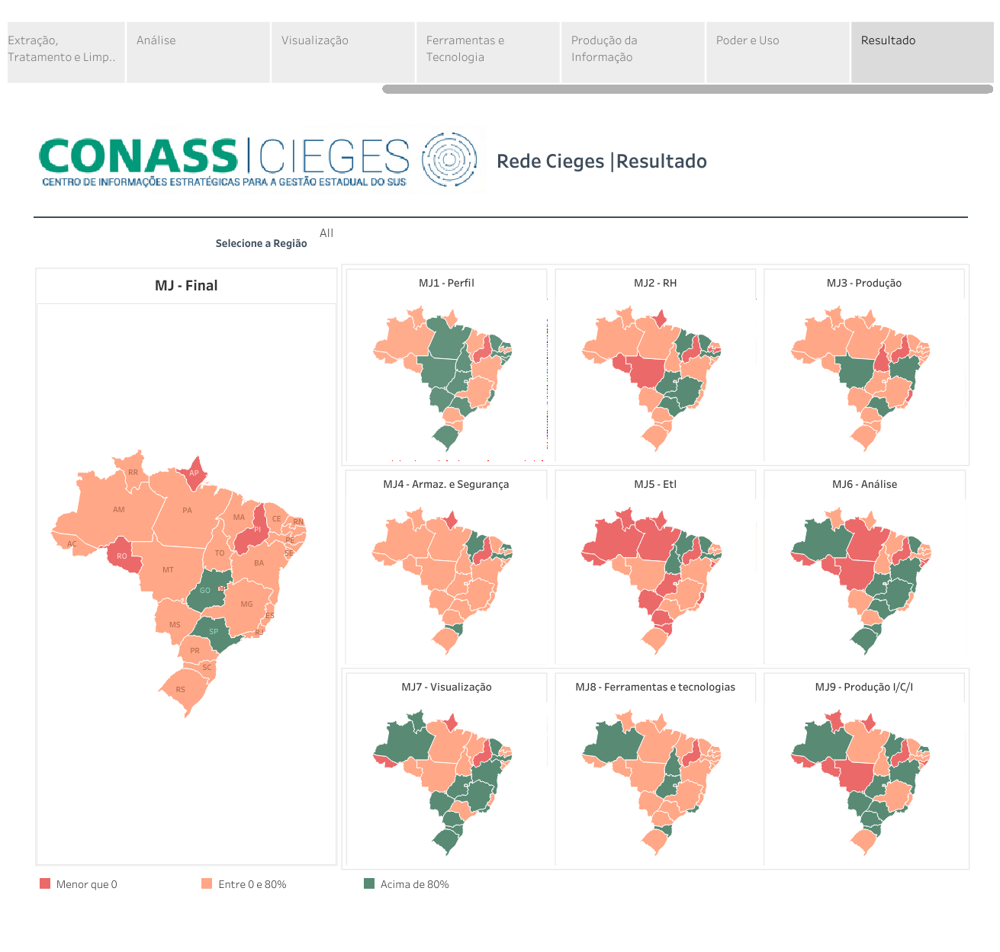 Extração,
Tratamento e Limp..
Análise
Visualização
Ferramentas e
Tecnologia
Produção da
Informação
Poder e Uso
Resultado
CONASS|CIEGES
CENTRO DE INFORMAÇÕES ESTRATÉGICAS PARA A GESTÃO ESTADUAL DO SUS
Rede Cieges |Resultado
Selecione a Região
All
MJ - Final
RR
AP
AM
PA
MA
CE
RN
PI
PE
AC
RO
TO
SE
MT
BA
GO
MG
ES
MS
SP
RJ
PR
SC
RS
MJ1 - Perfil
MJ2 - RH
MJ3 - Produção
MJ4 - Armaz. e Segurança
MJ5 - Etl
MJ6 - Análise
MJ7 - Visualização
MJ8 - Ferramentas e tecnologias
MJ9 - Produção I/C/I
Menor que 0
Entre 0 e 80%
Acima de 80%